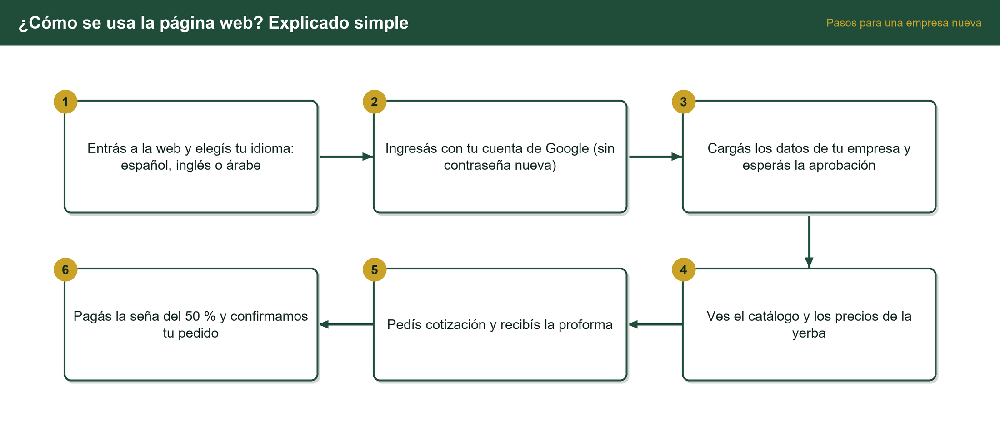 ¿Cómo se usa la página web? Explicado simple
Pasos para una empresa nueva
1
Entrás a la web y elegís tu idioma:
español, inglés o árabe
2
Ingresás con tu cuenta de Google (sin
contraseña nueva)
3
Cargás los datos de tu empresa y
esperás la aprobación
4
Ves el catálogo y los precios de la
yerba
5
Pedís cotización y recibís la proforma
6
Pagás la seña del 50 % y confirmamos
tu pedido